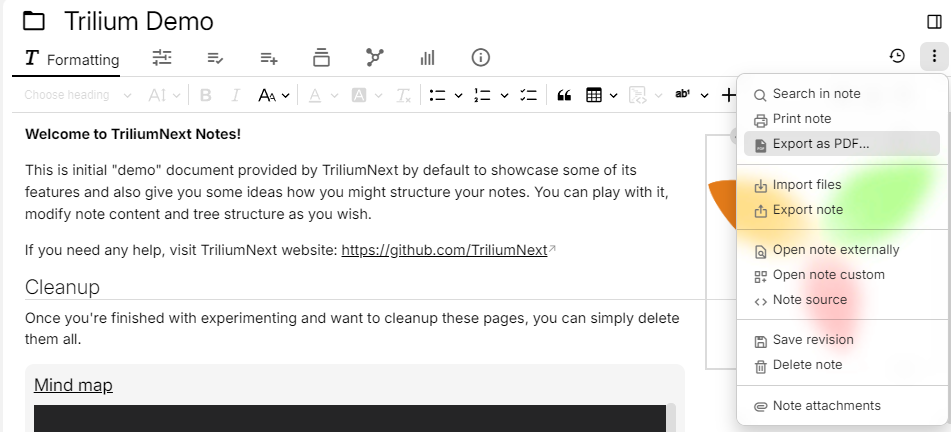 Trilium Demo
T Formatting
Choose heading
Welcome to TriliumNext Notes!
This is initial "demo" document provided by TriliumNext by default to showcase some of its
features and also give you some ideas how you might structure your notes. You can play with it,
modify note content and tree structure as you wish.
If you need any help, visit TriliumNext website: https://github.com/TriliumNext
Cleanup
Once you're finished with experimenting and want to cleanup these pages, you can simply delete
them all.
Mind map
Search in note
Print note
Export as PDF...
Import files
Export note
Open note externally
Open note custom
Note source
Save revision
Delete note
Note attachments